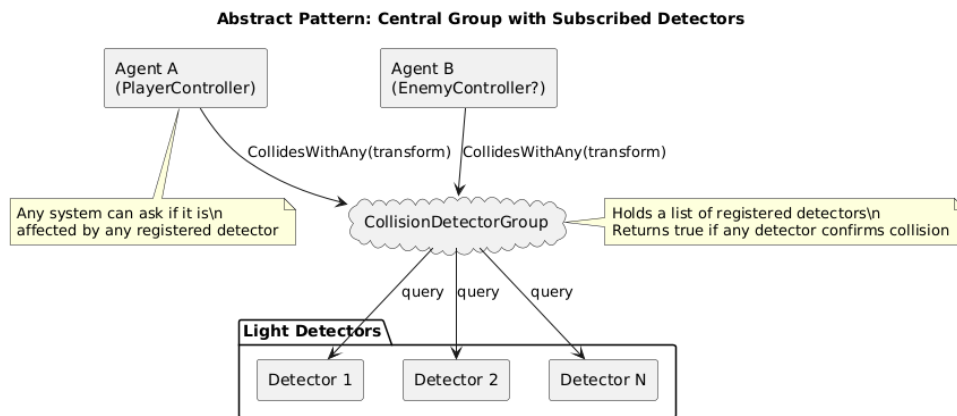 Abstract Pattern: Central Group with Subscribed Detectors
Agent A
(PlayerController)
Agent B
(EnemyController?)
CollidesWithAny(transform)
CollidesWithAny(transform)
Any system can ask if it is\n
affected by any registered detector
CollisionDetectorGroup
Holds a list of registered detectors\n
Returns true if any detector confirms collision
query
query
query
Light Detectors
Detector 1
Detector 2
Detector N